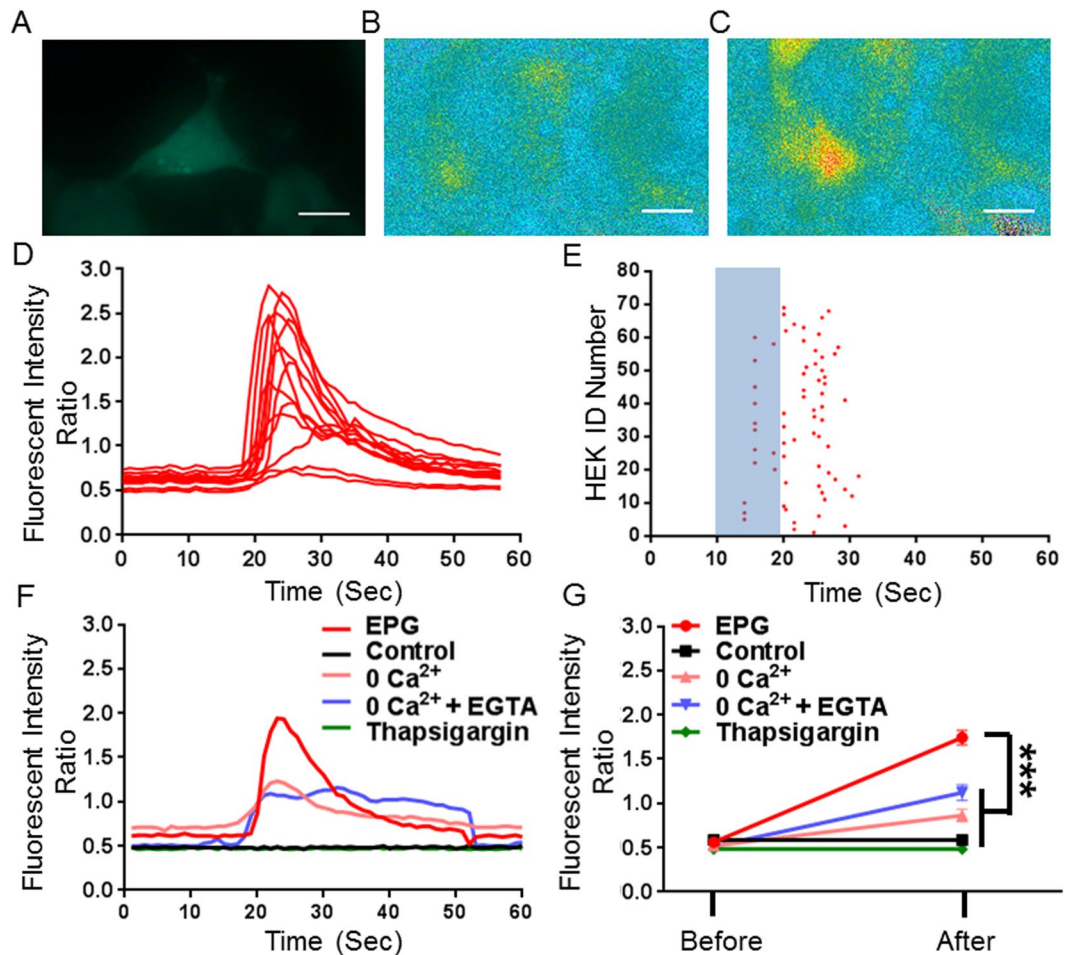 A
B
C
D
Fluorescent Intensity
Ratio
3.0
2.5
2.0
1.5
1.0
0.5
0.0
0 10 20 30 40 50 60
Time (Sec)
E
HEK ID Number
80
70
60
50
40
30
20
10
0
0 10 20 30 40 50 60
Time (Sec)
F
Fluorescent Intensity
Ratio
3.0
2.5
2.0
1.5
1.0
0.5
0.0
0 10 20 30 40 50 60
Time (Sec)
EPG
Control
0 Ca²⁺
0 Ca²⁺ + EGTA
Thapsigargin
G
Fluorescent Intensity
Ratio
3.0
2.5
2.0
1.5
1.0
0.5
0.0
EPG
Control
0 Ca²⁺
0 Ca²⁺ + EGTA
Thapsigargin
***
Before After